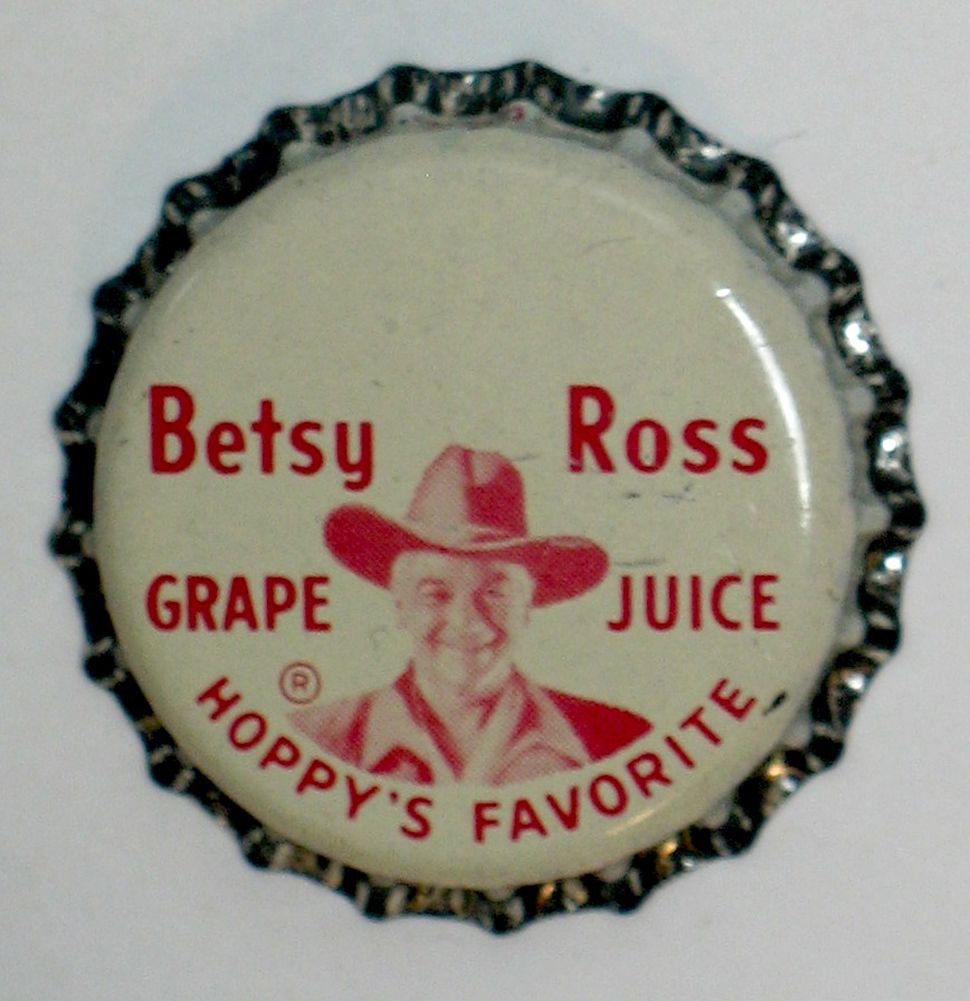 Betsy Ross
GRAPE JUICE
®
HOPPY'S FAVORITE